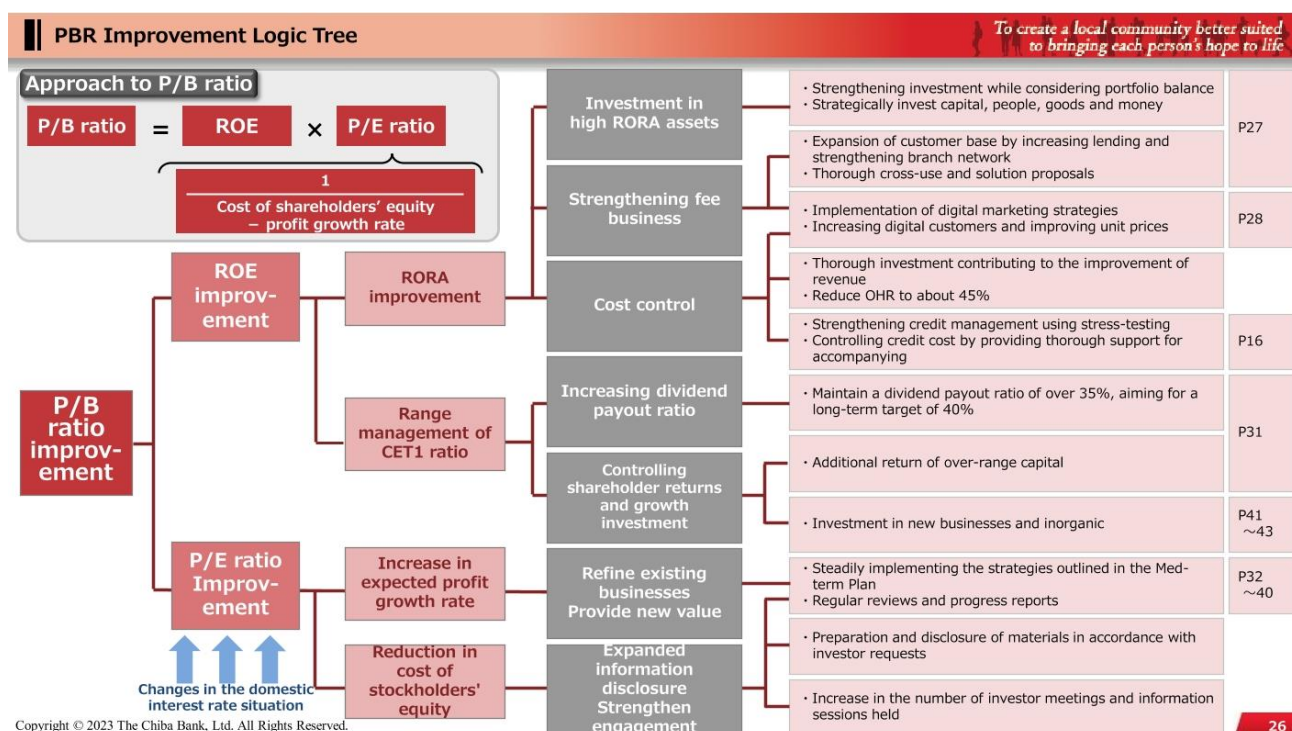 PBR Improvement Logic Tree
To create a local community better suited
to bringing each person's hope to life
Approach to P/B ratio
P/B ratio = ROE × P/E ratio
1
Cost of shareholders' equity
− profit growth rate
P/B
ratio
improv-
ement
ROE
improv-
ement
P/E ratio
Improv-
ement
Changes in the domestic
interest rate situation
RORA
improvement
Range
management of
CET1 ratio
Increase in
expected profit
growth rate
Reduction in
cost of
stockholders'
equity
Investment in
high RORA assets
Strengthening fee
business
Cost control
Increasing dividend
payout ratio
Controlling
shareholder returns
and growth
investment
Refine existing
businesses
Provide new value
Expanded
information
disclosure
Strengthen
engagement
・Strengthening investment while considering portfolio balance
・Strategically invest capital, people, goods and money
・Expansion of customer base by increasing lending and
strengthening branch network
・Thorough cross-use and solution proposals
P27
・Implementation of digital marketing strategies
・Increasing digital customers and improving unit prices
P28
・Thorough investment contributing to the improvement of
revenue
・Reduce OHR to about 45%
・Strengthening credit management using stress-testing
・Controlling credit cost by providing thorough support for
accompanying
P16
・Maintain a dividend payout ratio of over 35%, aiming for a
long-term target of 40%
・Additional return of over-range capital
P31
・Investment in new businesses and inorganic
P41
～43
・Steadily implementing the strategies outlined in the Med-
term Plan
・Regular reviews and progress reports
P32
～40
・Preparation and disclosure of materials in accordance with
investor requests
・Increase in the number of investor meetings and information
sessions held
Copyright © 2023 The Chiba Bank, Ltd. All Rights Reserved.
26